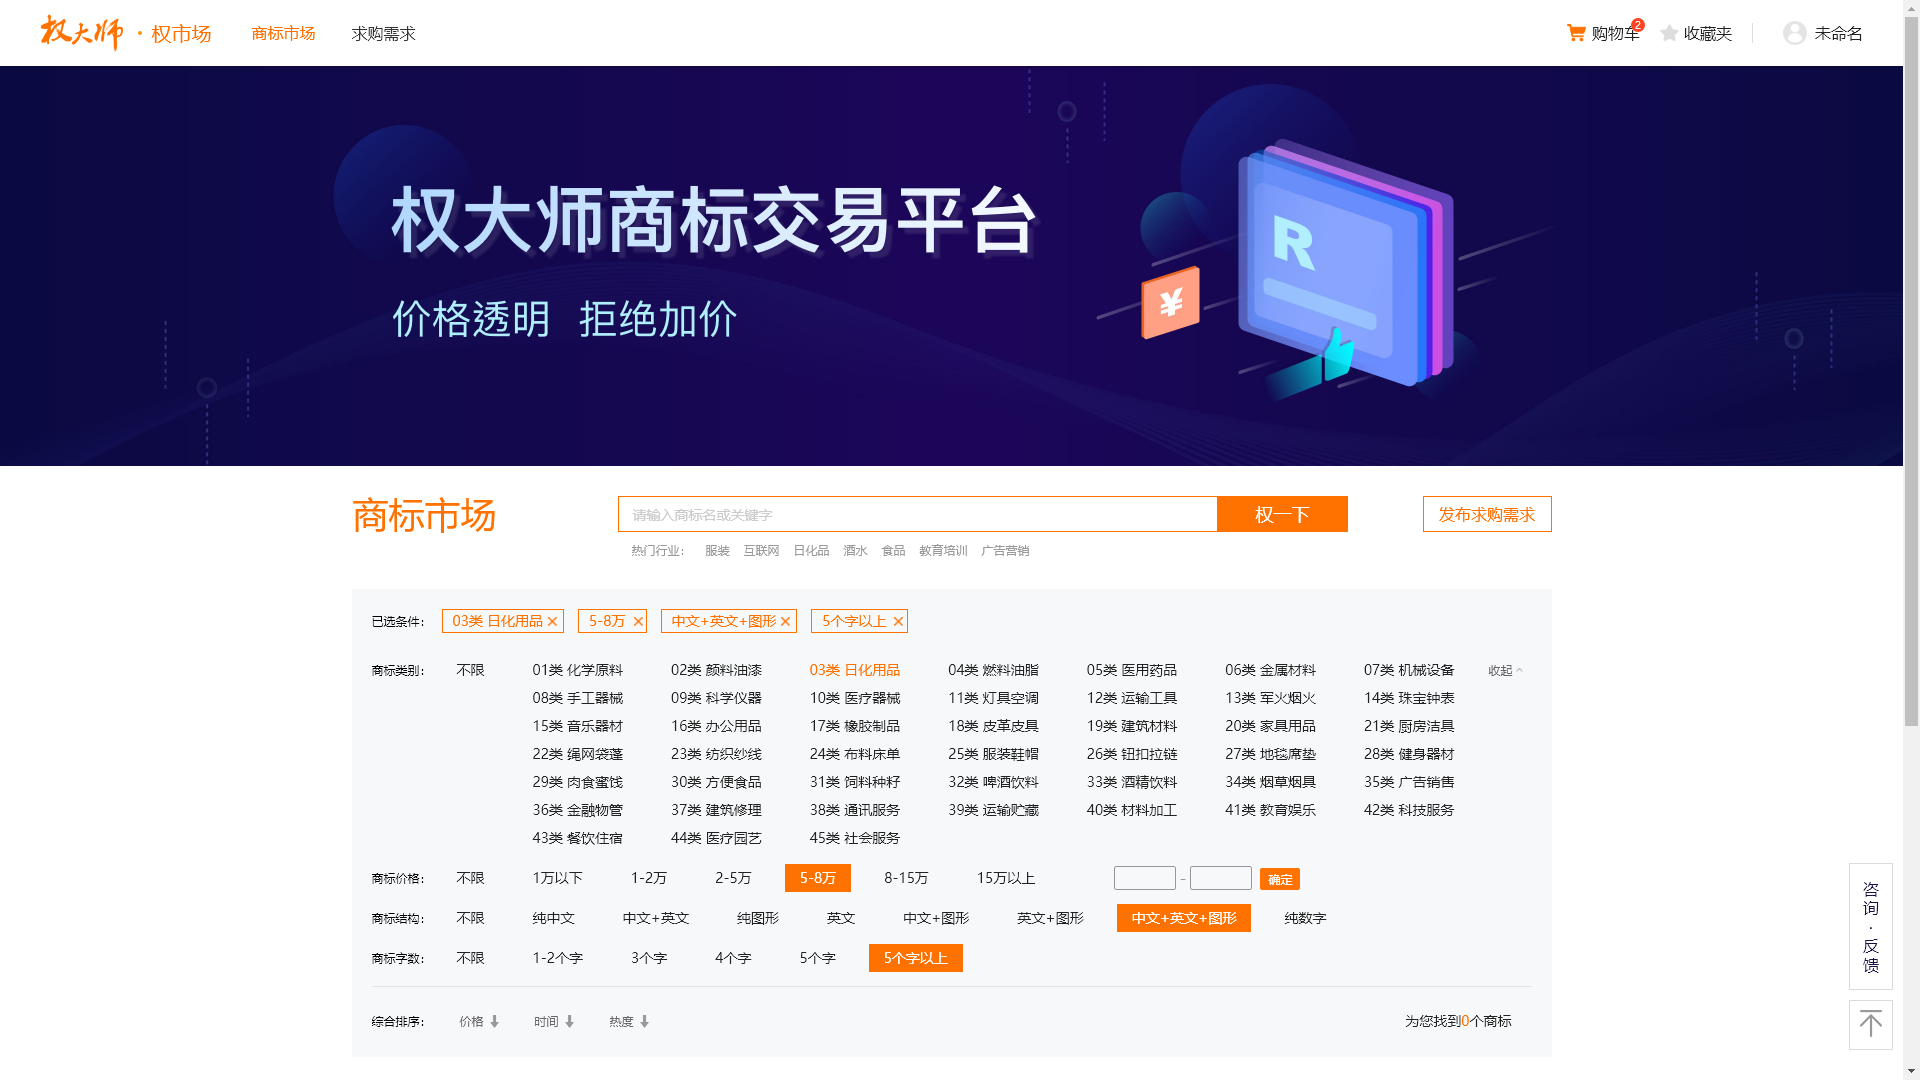 权大师 · 权市场 商标市场 求购需求 购物车 2 收藏夹 未命名
权大师商标交易平台
价格透明 拒绝加价
R
¥
商标市场 请输入商标名或关键字 权一下 发布求购需求
热门行业: 服装 互联网 日化品 酒水 食品 教育培训 广告营销
已选条件: 03类 日化用品 5-8万 中文+英文+图形 5个字以上
商标类别: 不限 01类 化学原料 02类 颜料油漆 03类 日化用品 04类 燃料油脂 05类 医用药品 06类 金属材料 07类 机械设备 收起
08类 手工器械 09类 科学仪器 10类 医疗器械 11类 灯具空调 12类 运输工具 13类 军火烟火 14类 珠宝钟表
15类 音乐器材 16类 办公用品 17类 橡胶制品 18类 皮革皮具 19类 建筑材料 20类 家具用品 21类 厨房洁具
22类 绳网袋蓬 23类 纺织纱线 24类 布料床单 25类 服装鞋帽 26类 钮扣拉链 27类 地毯席垫 28类 健身器材
29类 肉食蜜饯 30类 方便食品 31类 饲料种籽 32类 啤酒饮料 33类 酒精饮料 34类 烟草烟具 35类 广告销售
36类 金融物管 37类 建筑修理 38类 通讯服务 39类 运输贮藏 40类 材料加工 41类 教育娱乐 42类 科技服务
43类 餐饮住宿 44类 医疗园艺 45类 社会服务
商标价格: 不限 1万以下 1-2万 2-5万 5-8万 8-15万 15万以上 - 确定
商标结构: 不限 纯中文 中文+英文 纯图形 英文 中文+图形 英文+图形 中文+英文+图形 纯数字
商标字数: 不限 1-2个字 3个字 4个字 5个字 5个字以上
综合排序: 价格 时间 热度 为您找到0个商标
咨
询
·
反
馈